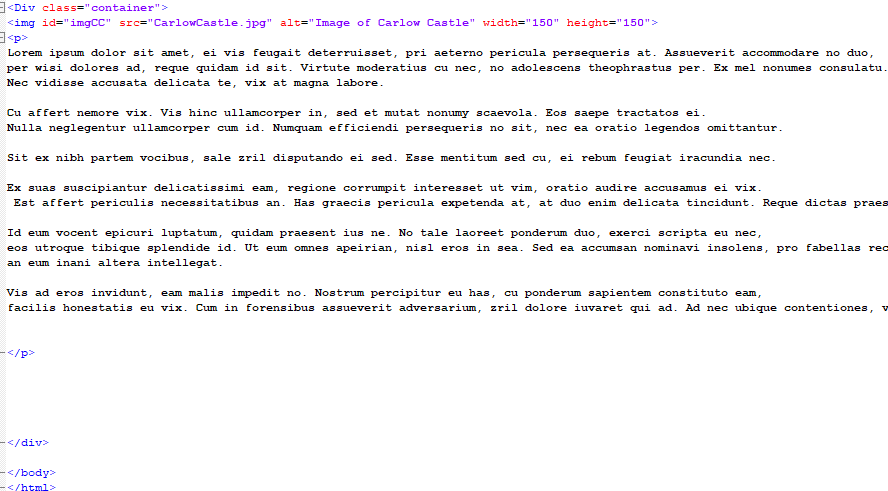 <Div class="container">
<img id="imgCC" src="CarlowCastle.jpg" alt="Image of Carlow Castle" width="150" height="150">
<p>
Lorem ipsum dolor sit amet, ei vis feugait deterruisset, pri aeterno pericula persequeris at. Assueverit accommodare no duo,
per wisi dolores ad, reque quidam id sit. Virtute moderatius cu nec, no adolescens theophrastus per. Ex mel nonumes consulatu.
Nec vidisse accusata delicata te, vix at magna labore.
Cu affert nemore vix. Vis hinc ullamcorper in, sed et mutat nonumy scaevola. Eos saepe tractatos ei.
Nulla neglegentur ullamcorper cum id. Numquam efficiendi persequeris no sit, nec ea oratio legendos omittantur.
Sit ex nibh partem vocibus, sale zril disputando ei sed. Esse mentitum sed cu, ei rebum feugiat iracundia nec.
Ex suas suscipiantur delicatissimi eam, regione corrumpit interesset ut vim, oratio audire accusamus ei vix.
Est affert periculis necessitatibus an. Has graecis pericula expetenda at, at duo enim delicata tincidunt. Reque dictas praes
Id eum vocent epicuri luptatum, quidam praesent ius ne. No tale laoreet ponderum duo, exerci scripta eu nec,
eos utroque tibique splendide id. Ut eum omnes apeirian, nisl eros in sea. Sed ea accumsan nominavi insolens, pro fabellas rec
an eum inani altera intellegat.
Vis ad eros invidunt, eam malis impedit no. Nostrum percipitur eu has, cu ponderum sapientem constituto eam,
facilis honestatis eu vix. Cum in forensibus assueverit adversarium, zril dolore iuvaret qui ad. Ad nec ubique contentiones, v
</p>
</div>
</body>
</html>